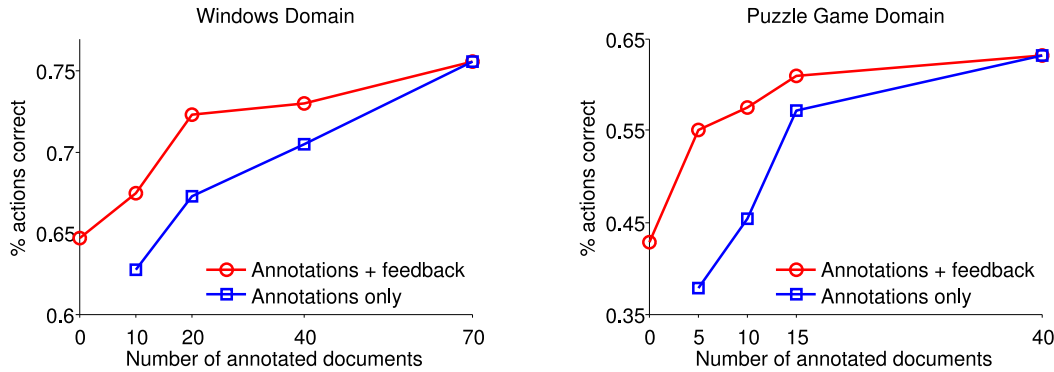 Windows Domain
% actions correct
0.75
0.7
0.65
0.6
Annotations + feedback
Annotations only
0 10 20 40 70
Number of annotated documents
Puzzle Game Domain
% actions correct
0.65
0.55
0.45
0.35
Annotations + feedback
Annotations only
0 5 10 15 40
Number of annotated documents